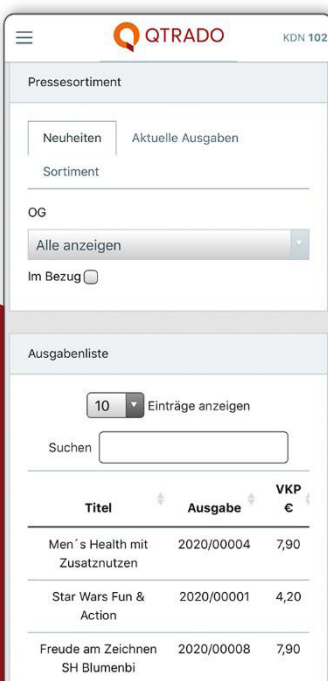 QTRADO
KDN 102
Pressesortiment
Neuheiten Aktuelle Ausgaben
Sortiment
OG
Alle anzeigen
Im Bezug
Ausgabenliste
10 Einträge anzeigen
Suchen
Titel Ausgabe VKP €
Men´s Health mit 2020/00004 7,90
Zusatznutzen
Star Wars Fun & 2020/00001 4,20
Action
Freude am Zeichnen 2020/00008 7,90
SH Blumenbi